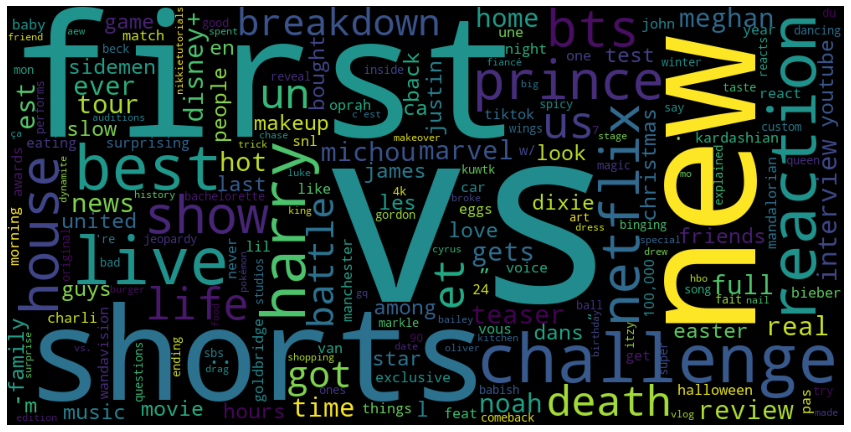 first
vs
new
shorts
best
live
show
house
challenge
reaction
prince
harry
netflix
bts
breakdown
battle
death
life
un
us
et
got
baby
game
friend
aew
match
beck
mon
performs
nikkietutorials
good
spent
disney+
en
sidemen
ever
est
tour
people
slow
ça
auditions
reveal
eating
surprising
trick
news
hot
awards
last
united
morning
're
bad
original
history
jeopardy
bachelorette
never
lil
guys
burger
pokémon
charli
family
surprise
vs.
wandavision
ending
sbs
drag
questions
m
music
movie
hours
edition
home
night
une
back
ca
justin
bought
inside
fiancé
big
oprah
makeup
snl
chase
c'est
makeover
michou
marvel
w/
wings
spicy
tiktok
one
test
look
james
like
luke
4k
kuwtk
car
les
gordon
broke
eggs
king
dynamite
dixie
love
art
dress
cyrus
gets
voice
24
among
studios
gq
manchester
markle
goldbridge
teaser
bailey
90
date
oliver
kitchen
birthday
shopping
vous
dans
van
star
babish
exclusive
ones
time
things
l
feat
comeback
noah
meghan
john
year
du
dancing
reacts
winter
taste
react
say
custom
kardashian
youtube
interview
7
stage
magic
christmas
queen
mo
explained
mandalorian
binging
friends
special
drew
100,000
hbo
song
nail
fait
full
bieber
ball
itzy
easter
real
get
super
halloween
pas
try
vlog
review
made
food